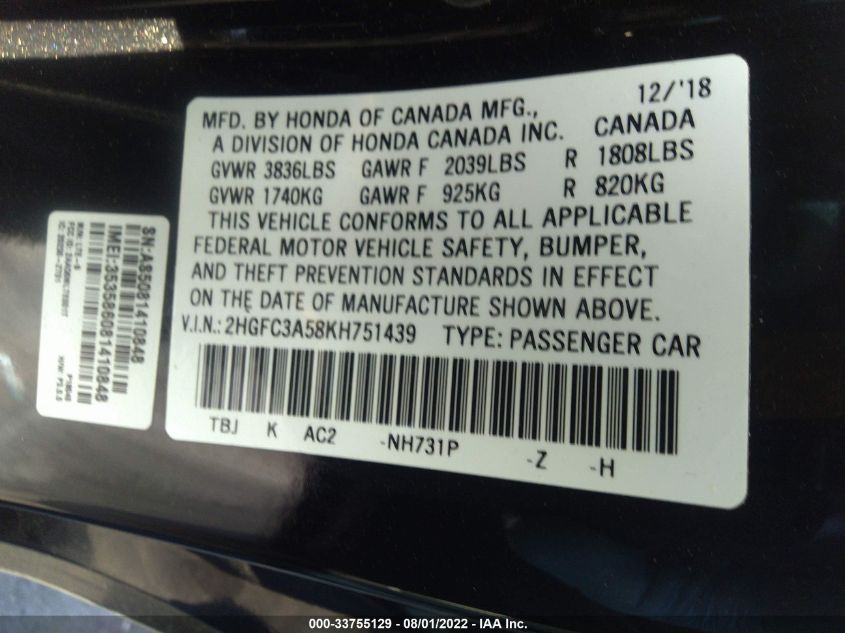 12/'18
MFD. BY HONDA OF CANADA MFG.,
A DIVISION OF HONDA CANADA INC. CANADA
GVWR 3836LBS GAWR F 2039LBS R 1808LBS
GVWR 1740KG GAWR F 925KG R 820KG
THIS VEHICLE CONFORMS TO ALL APPLICABLE
FEDERAL MOTOR VEHICLE SAFETY, BUMPER,
AND THEFT PREVENTION STANDARDS IN EFFECT
ON THE DATE OF MANUFACTURE SHOWN ABOVE.
V.I.N.: 2HGFC3A58KH751439 TYPE: PASSENGER CAR
TBJ K AC2 -NH731P -Z -H
SN:A85081410848
IMEI:353586081410848
000-33755129 - 08/01/2022 - IAA Inc.